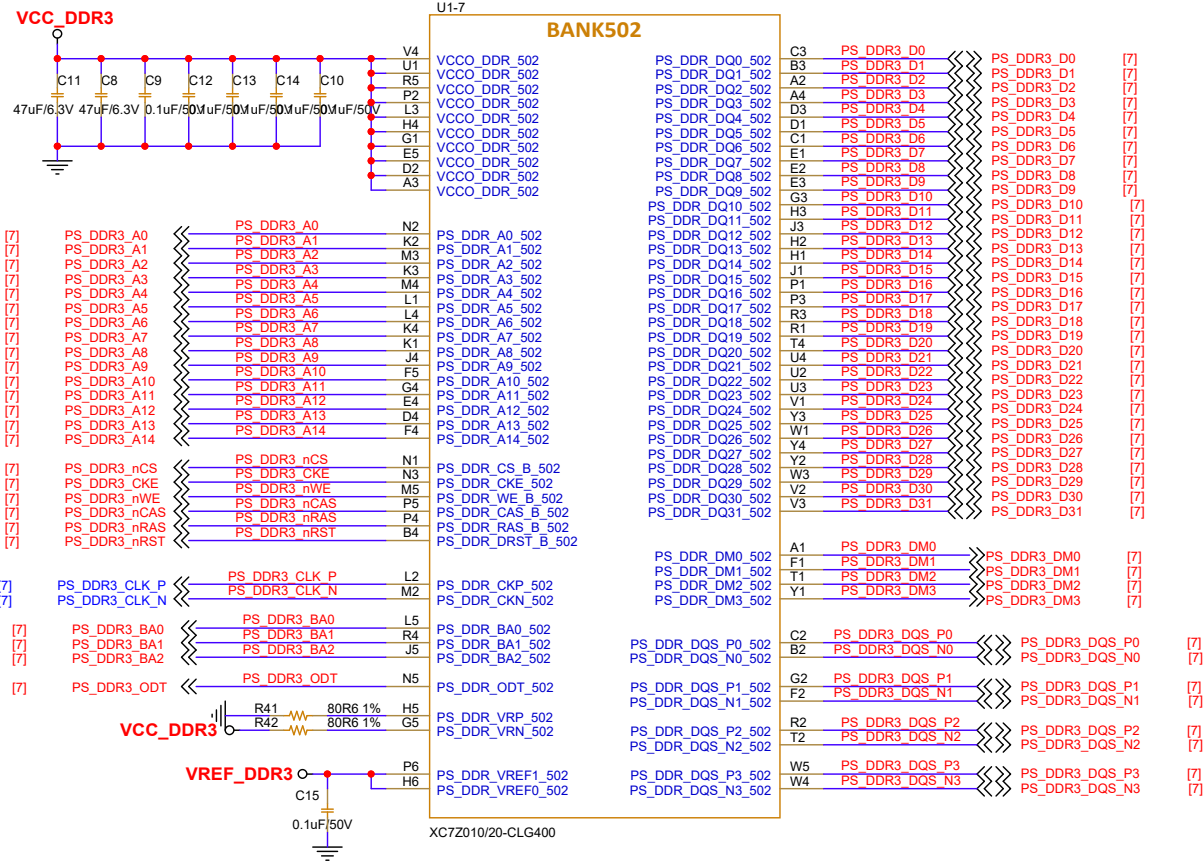 U1-7
VCC_DDR3
BANK502
C11 C8 C9 C12 C13 C14 C10
47uF/6.3V 47uF/6.3V 0.1uF/50V 0.1uF/50V 0.1uF/50V 0.1uF/50V 0.1uF/50V
V4 VCCO_DDR_502
U1 VCCO_DDR_502
R5 VCCO_DDR_502
P2 VCCO_DDR_502
L3 VCCO_DDR_502
H4 VCCO_DDR_502
G1 VCCO_DDR_502
E5 VCCO_DDR_502
D2 VCCO_DDR_502
A3 VCCO_DDR_502
[7] PS_DDR3_A0 PS_DDR3_A0 N2 PS_DDR_A0_502
[7] PS_DDR3_A1 PS_DDR3_A1 K2 PS_DDR_A1_502
[7] PS_DDR3_A2 PS_DDR3_A2 M3 PS_DDR_A2_502
[7] PS_DDR3_A3 PS_DDR3_A3 K3 PS_DDR_A3_502
[7] PS_DDR3_A4 PS_DDR3_A4 M4 PS_DDR_A4_502
[7] PS_DDR3_A5 PS_DDR3_A5 L1 PS_DDR_A5_502
[7] PS_DDR3_A6 PS_DDR3_A6 L4 PS_DDR_A6_502
[7] PS_DDR3_A7 PS_DDR3_A7 K4 PS_DDR_A7_502
[7] PS_DDR3_A8 PS_DDR3_A8 K1 PS_DDR_A8_502
[7] PS_DDR3_A9 PS_DDR3_A9 J4 PS_DDR_A9_502
[7] PS_DDR3_A10 PS_DDR3_A10 F5 PS_DDR_A10_502
[7] PS_DDR3_A11 PS_DDR3_A11 G4 PS_DDR_A11_502
[7] PS_DDR3_A12 PS_DDR3_A12 E4 PS_DDR_A12_502
[7] PS_DDR3_A13 PS_DDR3_A13 D4 PS_DDR_A13_502
[7] PS_DDR3_A14 PS_DDR3_A14 F4 PS_DDR_A14_502
[7] PS_DDR3_nCS PS_DDR3_nCS N1 PS_DDR_CS_B_502
[7] PS_DDR3_CKE PS_DDR3_CKE N3 PS_DDR_CKE_502
[7] PS_DDR3_nWE PS_DDR3_nWE M5 PS_DDR_WE_B_502
[7] PS_DDR3_nCAS PS_DDR3_nCAS P5 PS_DDR_CAS_B_502
[7] PS_DDR3_nRAS PS_DDR3_nRAS P4 PS_DDR_RAS_B_502
[7] PS_DDR3_nRST PS_DDR3_nRST B4 PS_DDR_DRST_B_502
7] PS_DDR3_CLK_P PS_DDR3_CLK_P L2 PS_DDR_CKP_502
7] PS_DDR3_CLK_N PS_DDR3_CLK_N M2 PS_DDR_CKN_502
[7] PS_DDR3_BA0 PS_DDR3_BA0 L5 PS_DDR_BA0_502
[7] PS_DDR3_BA1 PS_DDR3_BA1 R4 PS_DDR_BA1_502
[7] PS_DDR3_BA2 PS_DDR3_BA2 J5 PS_DDR_BA2_502
[7] PS_DDR3_ODT PS_DDR3_ODT N5 PS_DDR_ODT_502
R41 80R6 1% H5 PS_DDR_VRP_502
VCC_DDR3 R42 80R6 1% G5 PS_DDR_VRN_502
VREF_DDR3 P6 PS_DDR_VREF1_502
H6 PS_DDR_VREF0_502
C15
0.1uF/50V
PS_DDR_DQ0_502 C3 PS_DDR3_D0 PS_DDR3_D0 [7]
PS_DDR_DQ1_502 B3 PS_DDR3_D1 PS_DDR3_D1 [7]
PS_DDR_DQ2_502 A2 PS_DDR3_D2 PS_DDR3_D2 [7]
PS_DDR_DQ3_502 A4 PS_DDR3_D3 PS_DDR3_D3 [7]
PS_DDR_DQ4_502 D3 PS_DDR3_D4 PS_DDR3_D4 [7]
PS_DDR_DQ5_502 D1 PS_DDR3_D5 PS_DDR3_D5 [7]
PS_DDR_DQ6_502 C1 PS_DDR3_D6 PS_DDR3_D6 [7]
PS_DDR_DQ7_502 E1 PS_DDR3_D7 PS_DDR3_D7 [7]
PS_DDR_DQ8_502 E2 PS_DDR3_D8 PS_DDR3_D8 [7]
PS_DDR_DQ9_502 E3 PS_DDR3_D9 PS_DDR3_D9 [7]
PS_DDR_DQ10_502 G3 PS_DDR3_D10 PS_DDR3_D10 [7]
PS_DDR_DQ11_502 H3 PS_DDR3_D11 PS_DDR3_D11 [7]
PS_DDR_DQ12_502 J3 PS_DDR3_D12 PS_DDR3_D12 [7]
PS_DDR_DQ13_502 H2 PS_DDR3_D13 PS_DDR3_D13 [7]
PS_DDR_DQ14_502 H1 PS_DDR3_D14 PS_DDR3_D14 [7]
PS_DDR_DQ15_502 J1 PS_DDR3_D15 PS_DDR3_D15 [7]
PS_DDR_DQ16_502 P1 PS_DDR3_D16 PS_DDR3_D16 [7]
PS_DDR_DQ17_502 P3 PS_DDR3_D17 PS_DDR3_D17 [7]
PS_DDR_DQ18_502 R3 PS_DDR3_D18 PS_DDR3_D18 [7]
PS_DDR_DQ19_502 R1 PS_DDR3_D19 PS_DDR3_D19 [7]
PS_DDR_DQ20_502 T4 PS_DDR3_D20 PS_DDR3_D20 [7]
PS_DDR_DQ21_502 U4 PS_DDR3_D21 PS_DDR3_D21 [7]
PS_DDR_DQ22_502 U2 PS_DDR3_D22 PS_DDR3_D22 [7]
PS_DDR_DQ23_502 U3 PS_DDR3_D23 PS_DDR3_D23 [7]
PS_DDR_DQ24_502 V1 PS_DDR3_D24 PS_DDR3_D24 [7]
PS_DDR_DQ25_502 Y3 PS_DDR3_D25 PS_DDR3_D25 [7]
PS_DDR_DQ26_502 W1 PS_DDR3_D26 PS_DDR3_D26 [7]
PS_DDR_DQ27_502 Y4 PS_DDR3_D27 PS_DDR3_D27 [7]
PS_DDR_DQ28_502 Y2 PS_DDR3_D28 PS_DDR3_D28 [7]
PS_DDR_DQ29_502 W3 PS_DDR3_D29 PS_DDR3_D29 [7]
PS_DDR_DQ30_502 V2 PS_DDR3_D30 PS_DDR3_D30 [7]
PS_DDR_DQ31_502 V3 PS_DDR3_D31 PS_DDR3_D31 [7]
PS_DDR_DM0_502 A1 PS_DDR3_DM0 PS_DDR3_DM0 [7]
PS_DDR_DM1_502 F1 PS_DDR3_DM1 PS_DDR3_DM1 [7]
PS_DDR_DM2_502 T1 PS_DDR3_DM2 PS_DDR3_DM2 [7]
PS_DDR_DM3_502 Y1 PS_DDR3_DM3 PS_DDR3_DM3 [7]
PS_DDR_DQS_P0_502 C2 PS_DDR3_DQS_P0 PS_DDR3_DQS_P0 [7]
PS_DDR_DQS_N0_502 B2 PS_DDR3_DQS_N0 PS_DDR3_DQS_N0 [7]
PS_DDR_DQS_P1_502 G2 PS_DDR3_DQS_P1 PS_DDR3_DQS_P1 [7]
PS_DDR_DQS_N1_502 F2 PS_DDR3_DQS_N1 PS_DDR3_DQS_N1 [7]
PS_DDR_DQS_P2_502 R2 PS_DDR3_DQS_P2 PS_DDR3_DQS_P2 [7]
PS_DDR_DQS_N2_502 T2 PS_DDR3_DQS_N2 PS_DDR3_DQS_N2 [7]
PS_DDR_DQS_P3_502 W5 PS_DDR3_DQS_P3 PS_DDR3_DQS_P3 [7]
PS_DDR_DQS_N3_502 W4 PS_DDR3_DQS_N3 PS_DDR3_DQS_N3 [7]
XC7Z010/20-CLG400